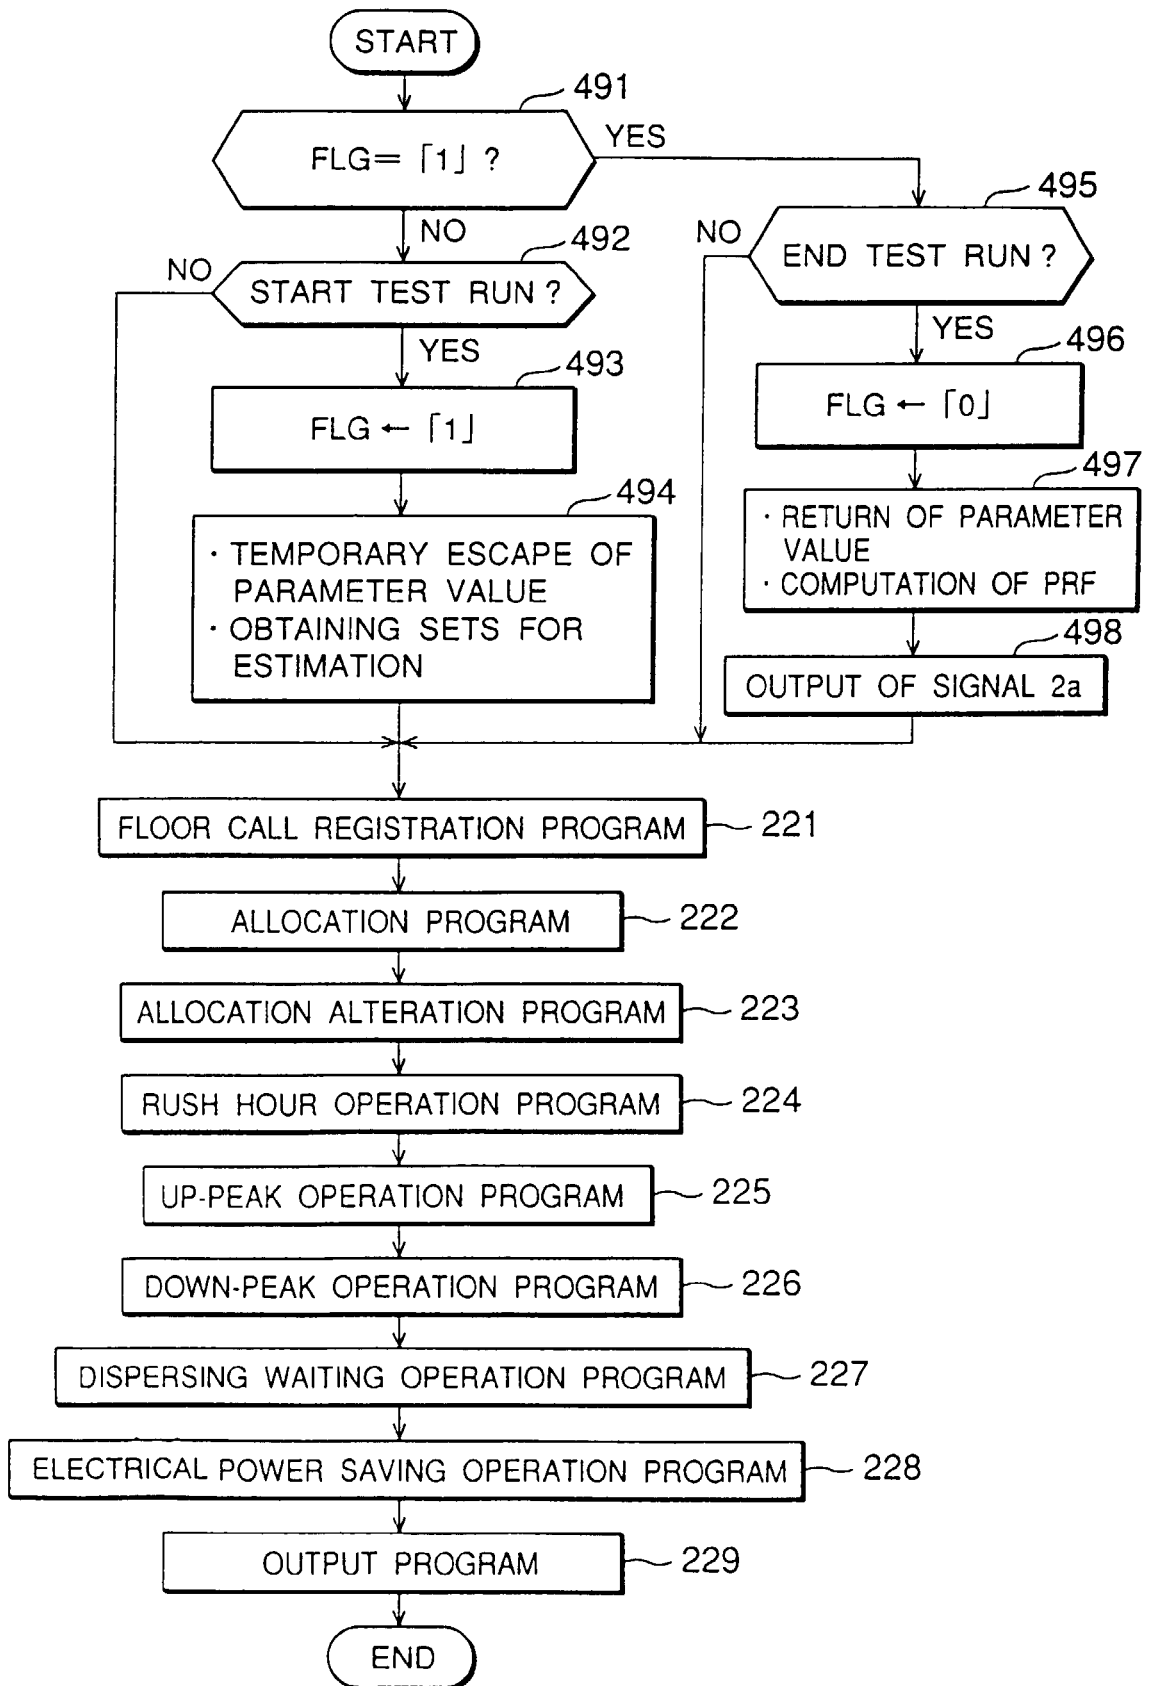 START
491
FLG=「1」?
YES
NO
495
END TEST RUN?
NO
492
START TEST RUN?
NO
YES
YES
493
FLG ← 「1」
496
FLG ← 「0」
494
· TEMPORARY ESCAPE OF
PARAMETER VALUE
· OBTAINING SETS FOR
ESTIMATION
497
· RETURN OF PARAMETER
VALUE
· COMPUTATION OF PRF
498
OUTPUT OF SIGNAL 2a
FLOOR CALL REGISTRATION PROGRAM
221
ALLOCATION PROGRAM
222
ALLOCATION ALTERATION PROGRAM
223
RUSH HOUR OPERATION PROGRAM
224
UP-PEAK OPERATION PROGRAM
225
DOWN-PEAK OPERATION PROGRAM
226
DISPERSING WAITING OPERATION PROGRAM
227
ELECTRICAL POWER SAVING OPERATION PROGRAM
228
OUTPUT PROGRAM
229
END